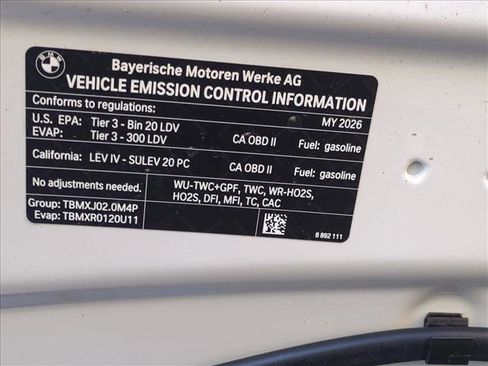 BMW
Bayerische Motoren Werke AG
VEHICLE EMISSION CONTROL INFORMATION
Conforms to regulations: MY 2026
U.S. EPA: Tier 3 - Bin 20 LDV CA OBD II Fuel: gasoline
EVAP: Tier 3 - 300 LDV
California: LEV IV - SULEV 20 PC CA OBD II Fuel: gasoline
No adjustments needed. WU-TWC+GPF, TWC, WR-HO2S,
HO2S, DFI, MFI, TC, CAC
Group: TBMXJ02.0M4P
Evap: TBMXR0120U11
8 892 111